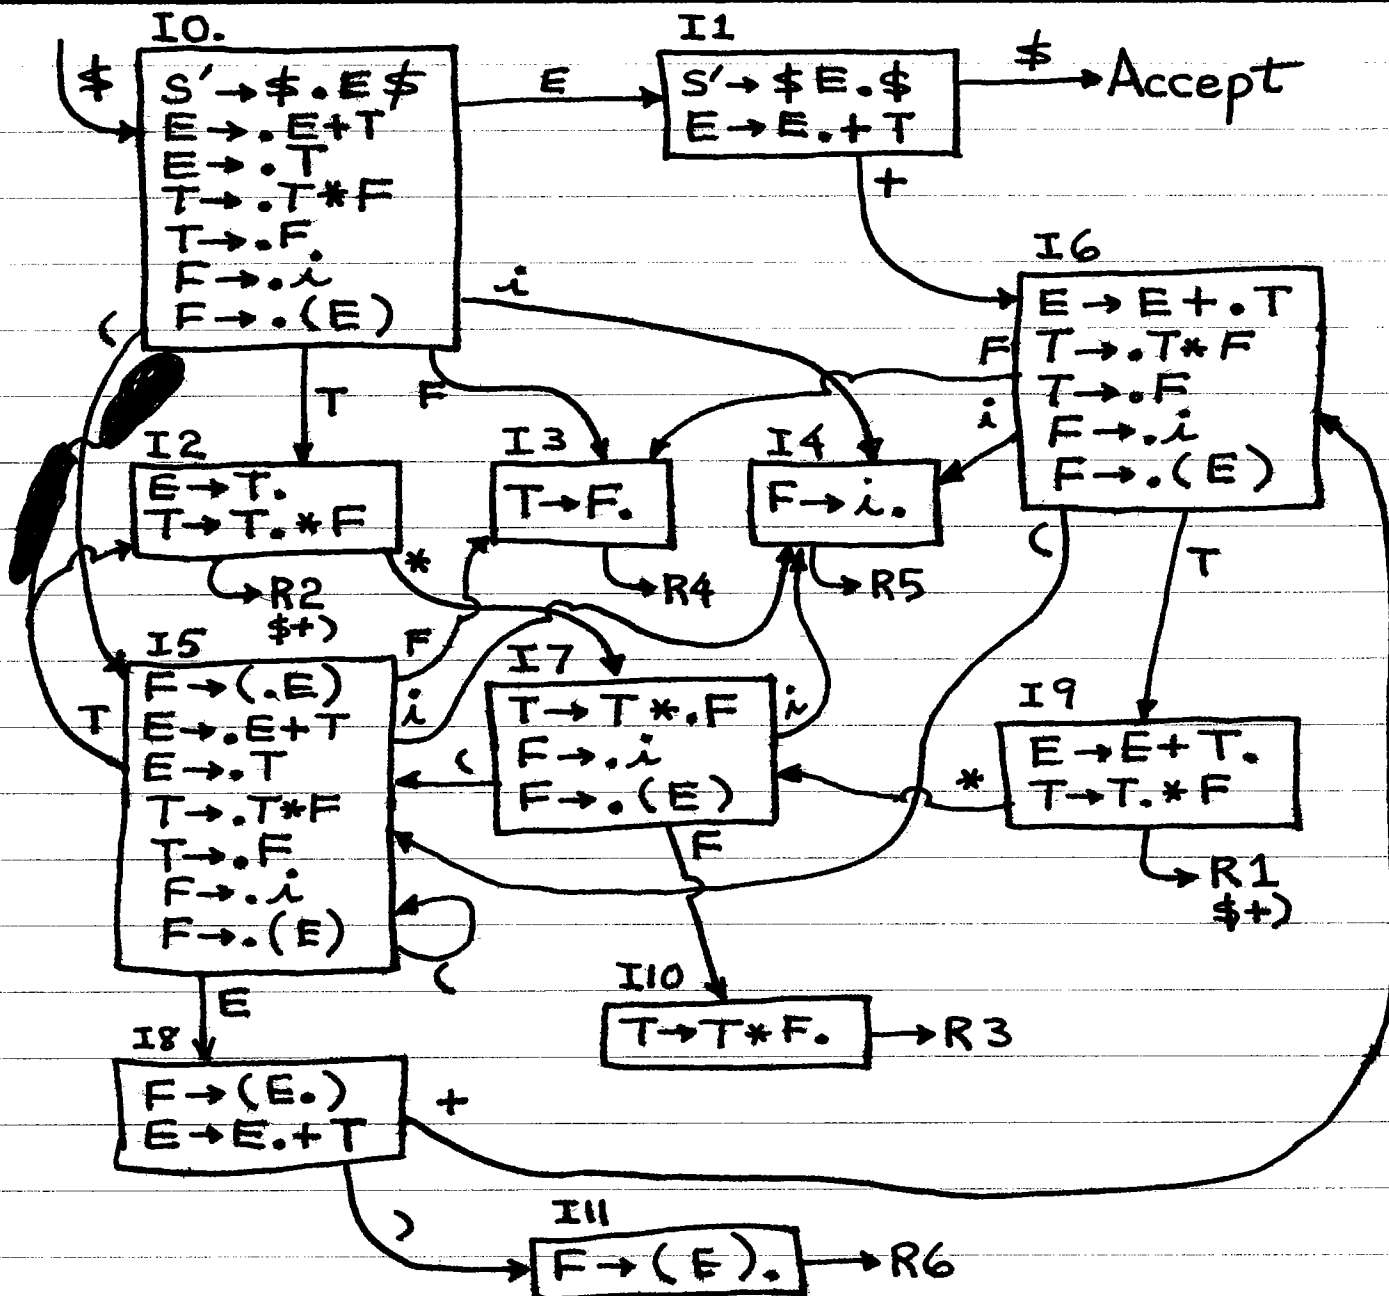 I0.
$
S' → $.E$
E → .E+T
E → .T
T → .T*F
T → .F
F → .i
F → .(E)
E
I1
S' → $E.$
E → E.+T
$
Accept
+
i
(
T
F
I6
E → E+.T
T → .T*F
T → .F
F → .i
F → .(E)
F
i
(
T
I2
E → T.
T → T.*F
R2
$+)
*
I3
T → F.
R4
I4
F → i.
R5
I5
F → (.E)
E → .E+T
E → .T
T → .T*F
T → .F
F → .i
F → .(E)
T
F
i
(
E
I7
T → T*.F
F → .i
F → .(E)
(
i
F
I9
E → E+T.
T → T.*F
*
R1
$+)
I10
T → T*F.
R3
I8
F → (E.)
E → E.+T
+
)
I11
F → (E).
R6